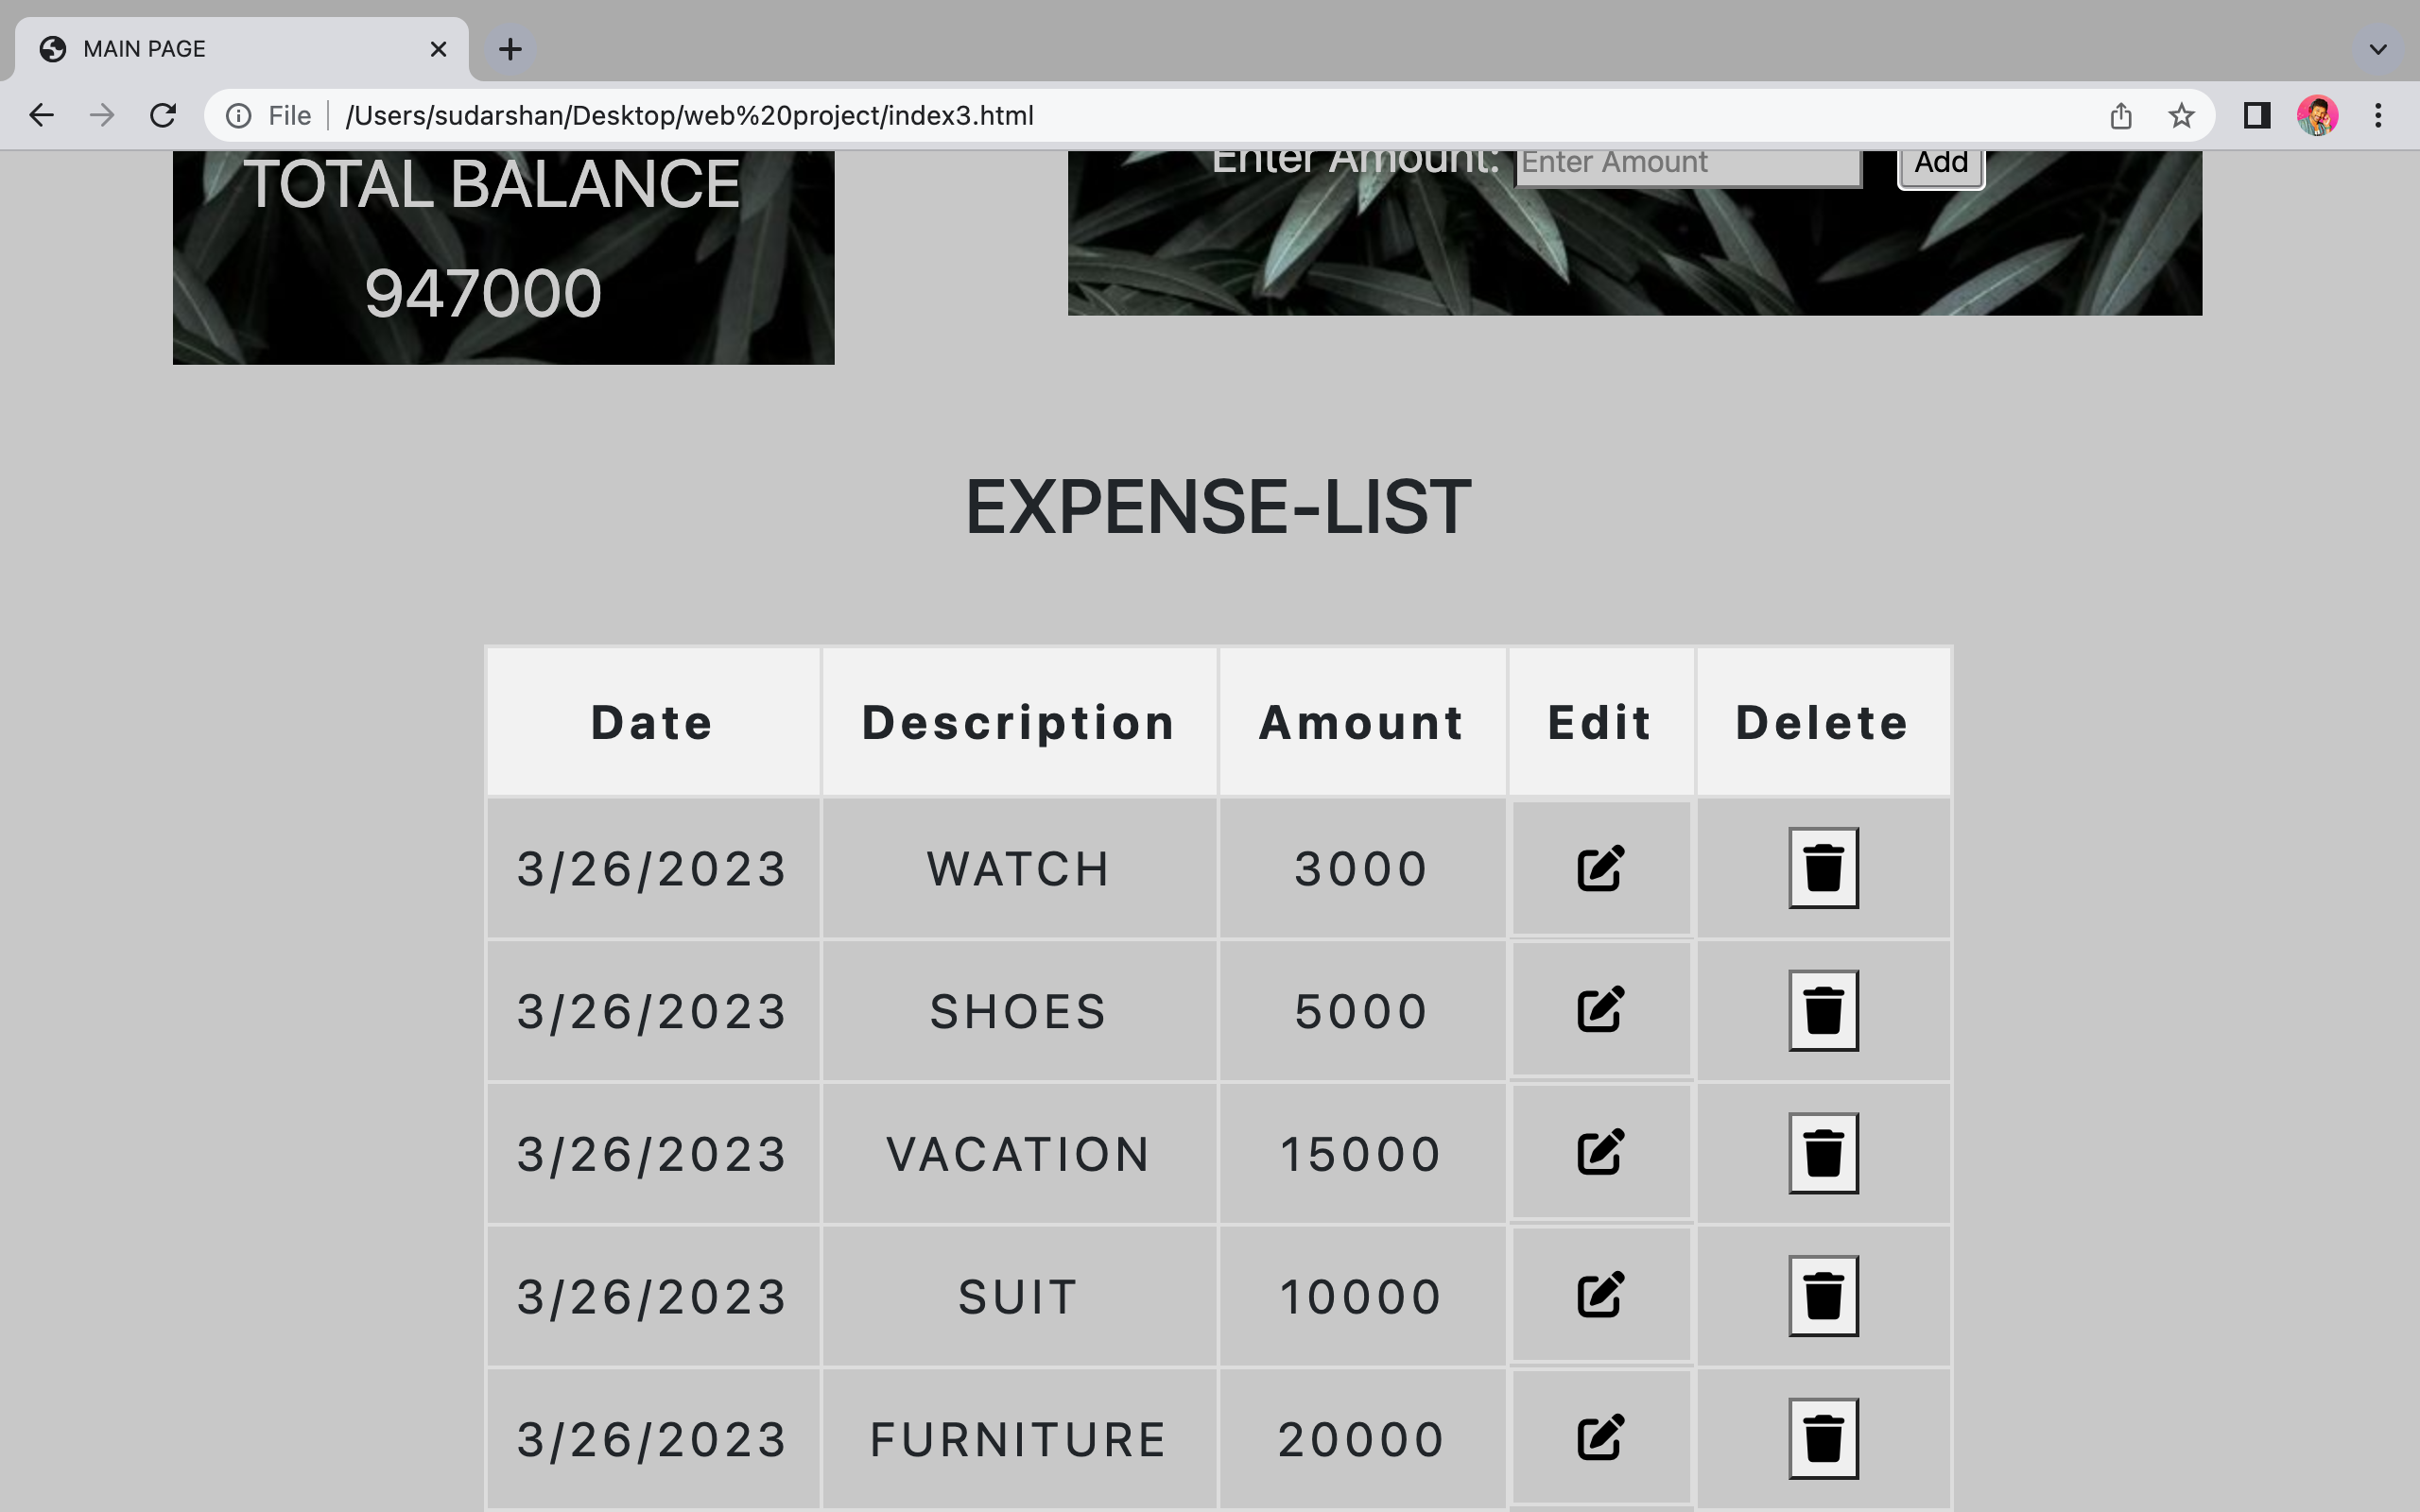 MAIN PAGE
File /Users/sudarshan/Desktop/web%20project/index3.html
TOTAL BALANCE
947000
Enter Amount: Enter Amount Add
EXPENSE-LIST
Date Description Amount Edit Delete
3/26/2023 WATCH 3000
3/26/2023 SHOES 5000
3/26/2023 VACATION 15000
3/26/2023 SUIT 10000
3/26/2023 FURNITURE 20000